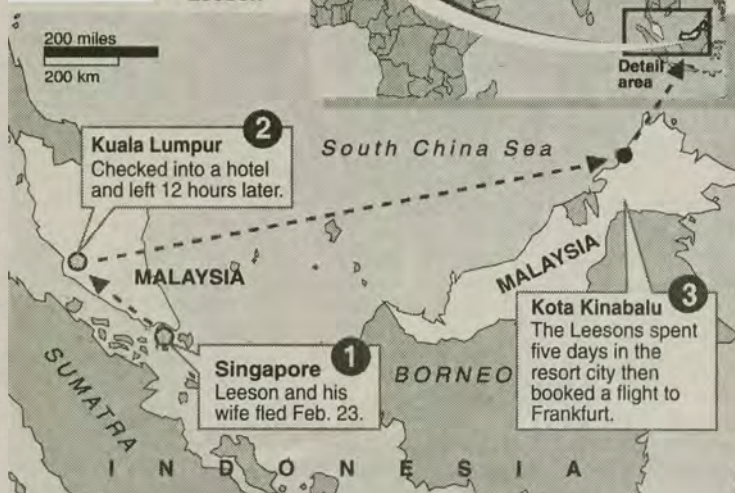 200 miles
200 km
Detail
area
South China Sea
2
Kuala Lumpur
Checked into a hotel
and left 12 hours later.
MALAYSIA
MALAYSIA
1
Singapore
Leeson and his
wife fled Feb. 23.
3
Kota Kinabalu
The Leesons spent
five days in the
resort city then
booked a flight to
Frankfurt.
SUMATRA
BORNEO
INDONESIA